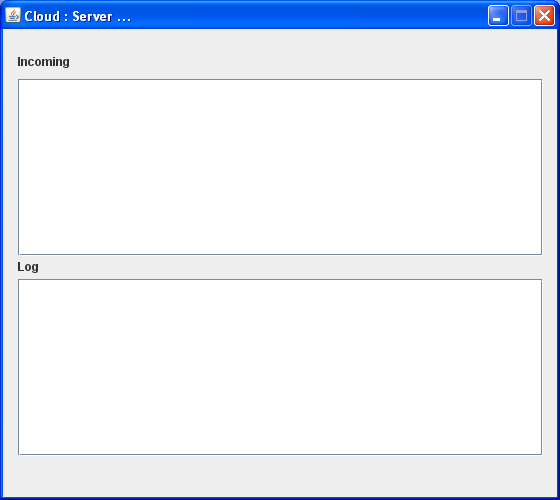 Cloud : Server ...
Incoming
Log